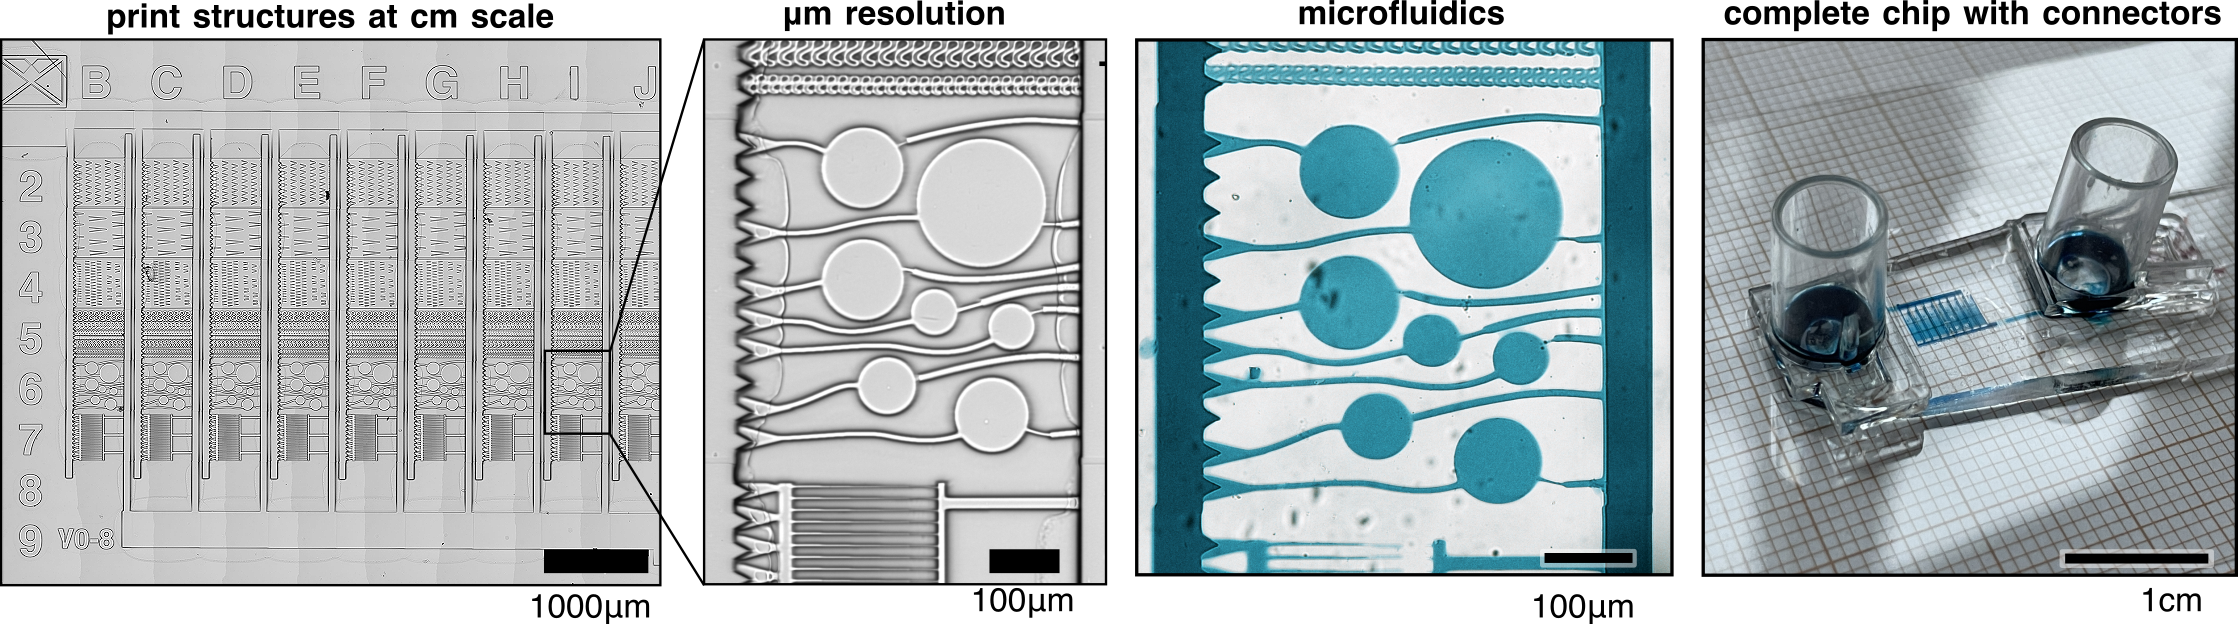 print structures at cm scale
µm resolution
microfluidics
complete chip with connectors
B C D E F G H I J
2
3
4
5
6
7
8
9 V0-8
1000µm
100µm
100µm
1cm